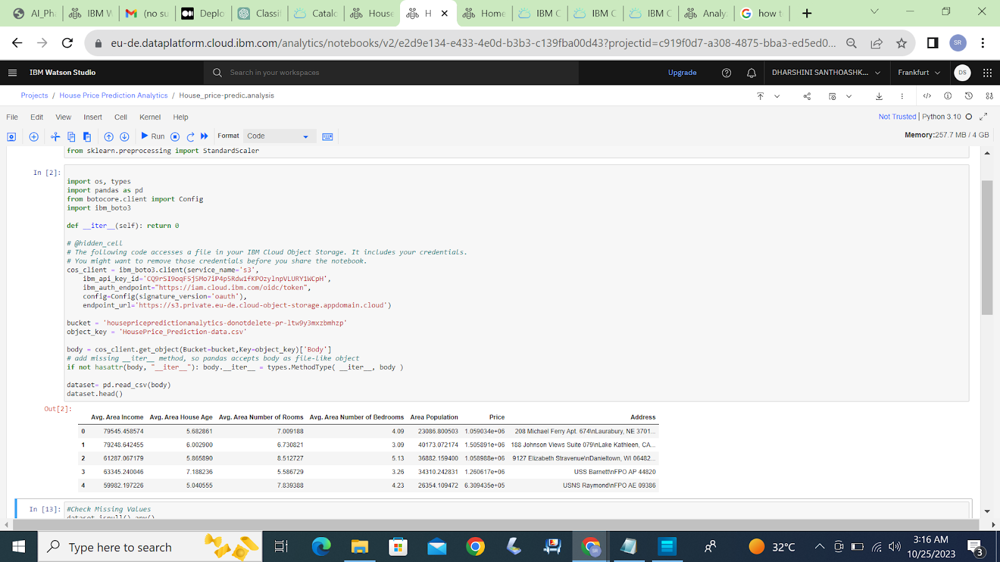 AI_Pha
IBM W
(no su
Deplo
Classif
Catalo
House
H
Home
IBM C
IBM C
IBM C
Analy
how t
eu-de.dataplatform.cloud.ibm.com/analytics/notebooks/v2/e2d9e134-e433-4e0d-b3b3-c139fba00d43?projectid=c919f0d7-a308-4875-bba3-ed5ed0...
SR
IBM Watson Studio
Search in your workspaces
Upgrade
DHARSHINI SANTHOASHK...
Frankfurt
DS
Projects / House Price Prediction Analytics / House_price-predic.analysis
File Edit View Insert Cell Kernel Help
Not Trusted | Python 3.10
Run
Format
Code
Memory:257.7 MB / 4 GB
from sklearn.preprocessing import StandardScaler
In [2]:
import os, types
import pandas as pd
from botocore.client import Config
import ibm_boto3
def __iter__(self): return 0
# @hidden_cell
# The following code accesses a file in your IBM Cloud Object Storage. It includes your credentials.
# You might want to remove those credentials before you share the notebook.
cos_client = ibm_boto3.client(service_name='s3',
ibm_api_key_id='CQ9rSI9oqF5j5Mo7iP4p5Rdw1fKPOzylnpVLURY1WCpH',
ibm_auth_endpoint="https://iam.cloud.ibm.com/oidc/token",
config=Config(signature_version='oauth'),
endpoint_url='https://s3.private.eu-de.cloud-object-storage.appdomain.cloud')
bucket = 'housepricepredictionanalytics-donotdelete-pr-ltw9y3mxzbmhzp'
object_key = 'HousePrice_Prediction-data.csv'
body = cos_client.get_object(Bucket=bucket,Key=object_key)['Body']
# add missing __iter__ method, so pandas accepts body as file-like object
if not hasattr(body, "__iter__"): body.__iter__ = types.MethodType( __iter__, body )
dataset= pd.read_csv(body)
dataset.head()
Out[2]:
Avg. Area Income Avg. Area House Age Avg. Area Number of Rooms Avg. Area Number of Bedrooms Area Population Price Address
0 79545.458574 5.682861 7.009188 4.09 23086.800503 1.059034e+06 208 Michael Ferry Apt. 674\nLaurabury, NE 3701...
1 79248.642455 6.002900 6.730821 3.09 40173.072174 1.505891e+06 188 Johnson Views Suite 079\nLake Kathleen, CA...
2 61287.067179 5.865890 8.512727 5.13 36882.159400 1.058988e+06 9127 Elizabeth Stravenue\nDanieltown, WI 06482...
3 63345.240046 7.188236 5.586729 3.26 34310.242831 1.260617e+06 USS Barnett\nFPO AP 44820
4 59982.197226 5.040555 7.839388 4.23 26354.109472 6.309435e+05 USNS Raymond\nFPO AE 09386
In [13]: #Check Missing Values
dataset.isnull().any()
Type here to search
32°C
3:16 AM
10/25/2023
3